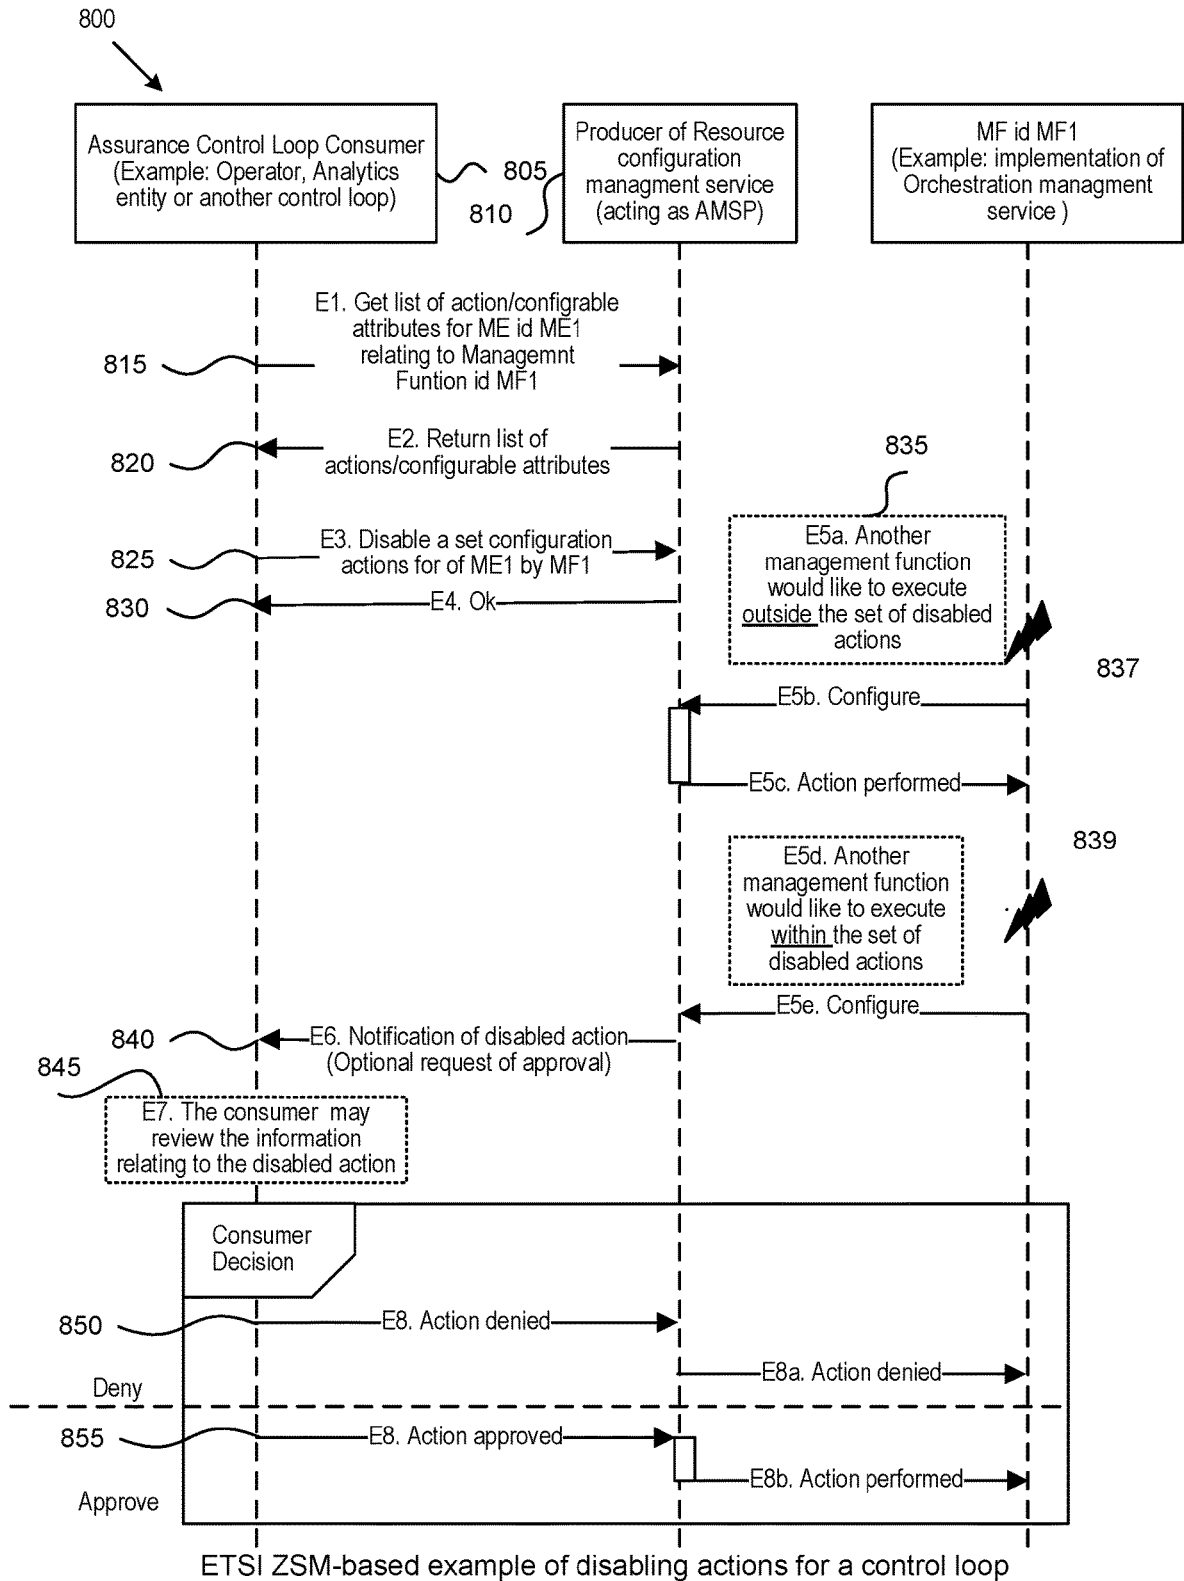 800
Assurance Control Loop Consumer
(Example: Operator, Analytics
entity or another control loop)
805
810
Producer of Resource
configuration
managment service
(acting as AMSP)
MF id MF1
(Example: implementation of
Orchestration managment
service )
E1. Get list of action/configrable
attributes for ME id ME1
relating to Managemnt
Funtion id MF1
815
E2. Return list of
actions/configurable attributes
820
835
E3. Disable a set configuration
actions for of ME1 by MF1
825
E4. Ok
830
E5a. Another
management function
would like to execute
outside the set of disabled
actions
837
E5b. Configure
E5c. Action performed
839
E5d. Another
management function
would like to execute
within the set of
disabled actions
E5e. Configure
840
E6. Notification of disabled action
(Optional request of approval)
845
E7. The consumer may
review the information
relating to the disabled action
Consumer
Decision
850
E8. Action denied
E8a. Action denied
Deny
855
E8. Action approved
E8b. Action performed
Approve
ETSI ZSM-based example of disabling actions for a control loop